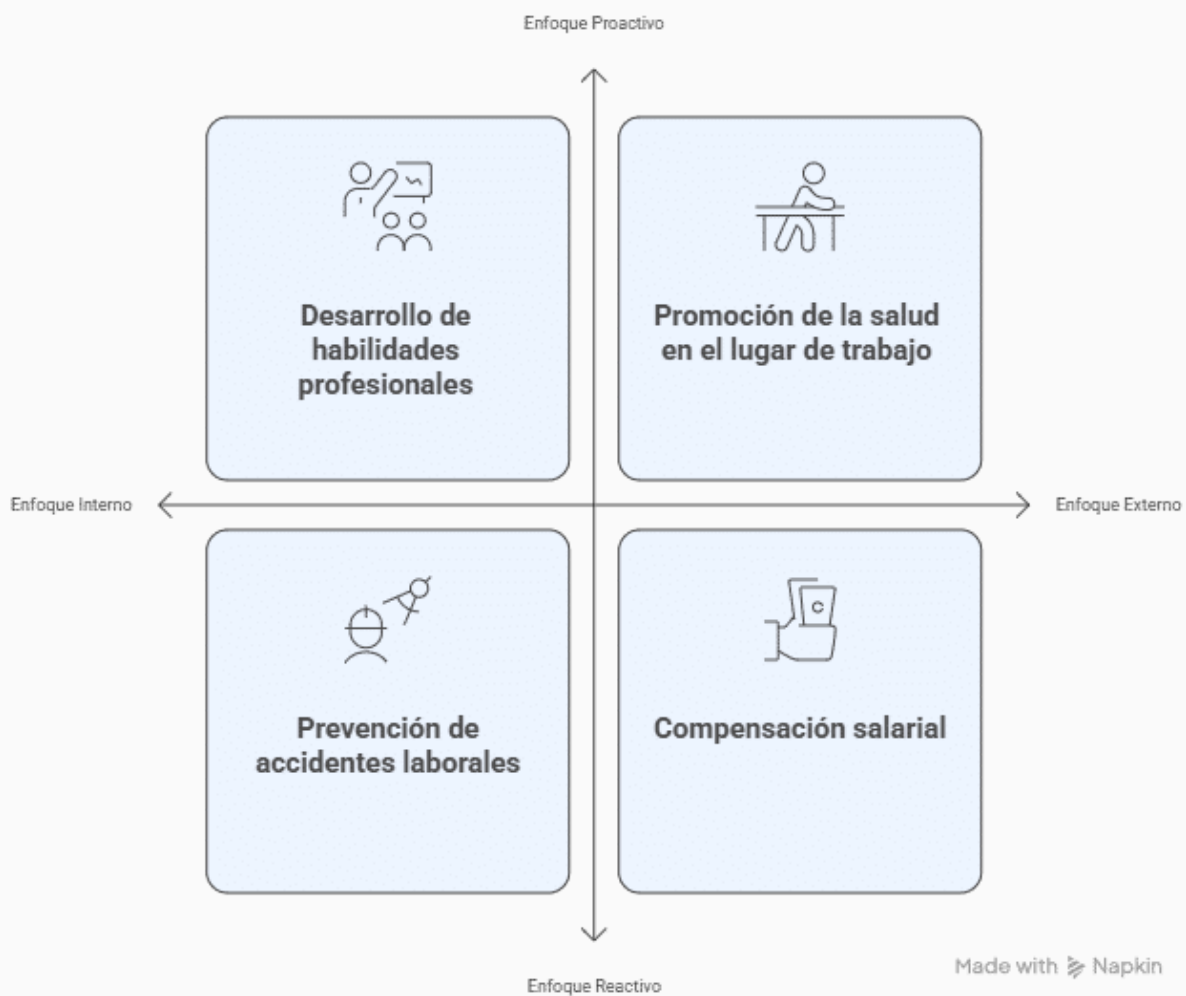 Enfoque Proactivo
Desarrollo de
habilidades
profesionales
Promoción de la salud
en el lugar de trabajo
Enfoque Interno
Enfoque Externo
Prevención de
accidentes laborales
Compensación salarial
Enfoque Reactivo
Made with Napkin